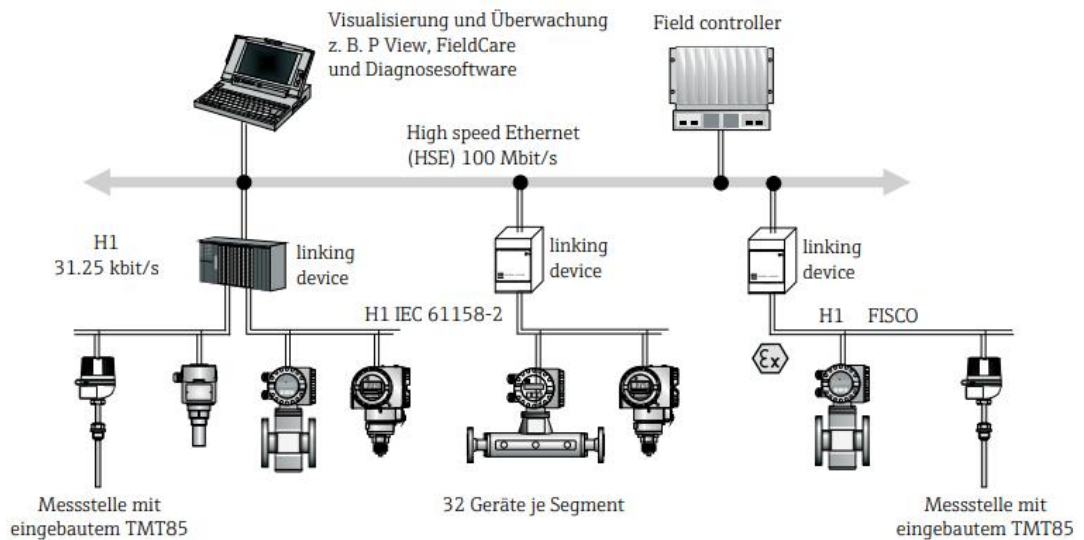 Visualisierung und Überwachung
z. B. P View, FieldCare
und Diagnosesoftware
Field controller
High speed Ethernet
(HSE) 100 Mbit/s
H1
31.25 kbit/s
linking
device
linking
device
linking
device
H1 IEC 61158-2
H1 FISCO
Ex
Messstelle mit
eingebautem TMT85
32 Geräte je Segment
Messstelle mit
eingebautem TMT85